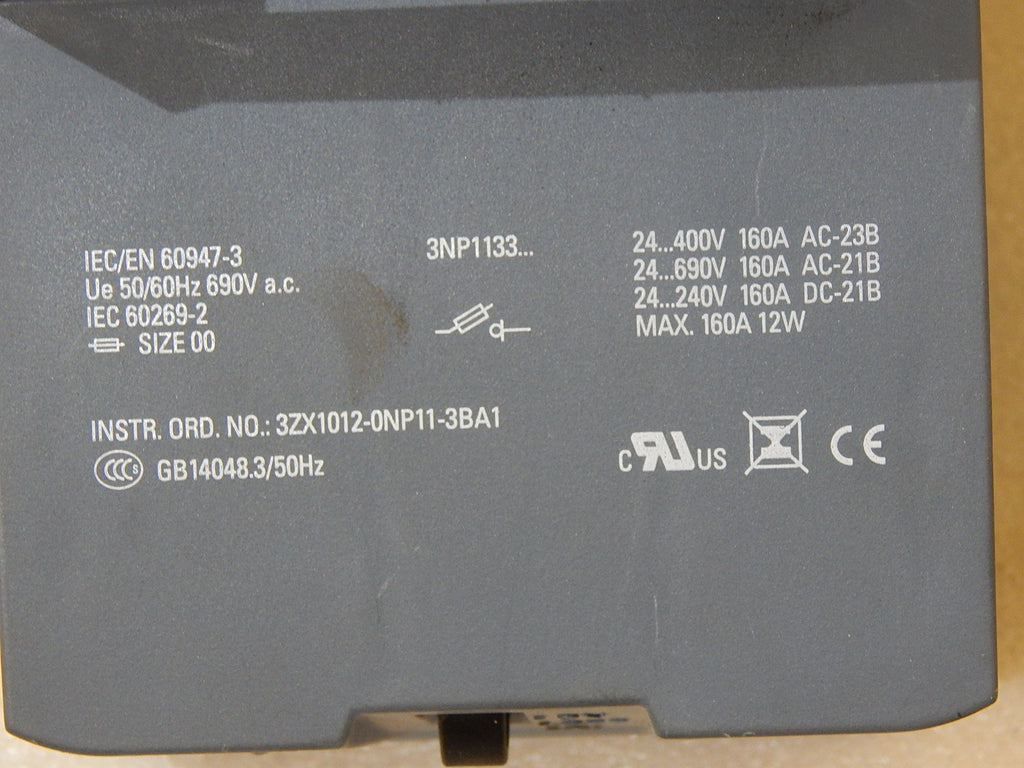 IEC/EN 60947-3
Ue 50/60Hz 690V a.c.
IEC 60269-2
SIZE 00
3NP1133...
24...400V 160A AC-23B
24...690V 160A AC-21B
24...240V 160A DC-21B
MAX. 160A 12W
INSTR. ORD. NO.: 3ZX1012-0NP11-3BA1
CCC S GB14048.3/50Hz
c RU US CE